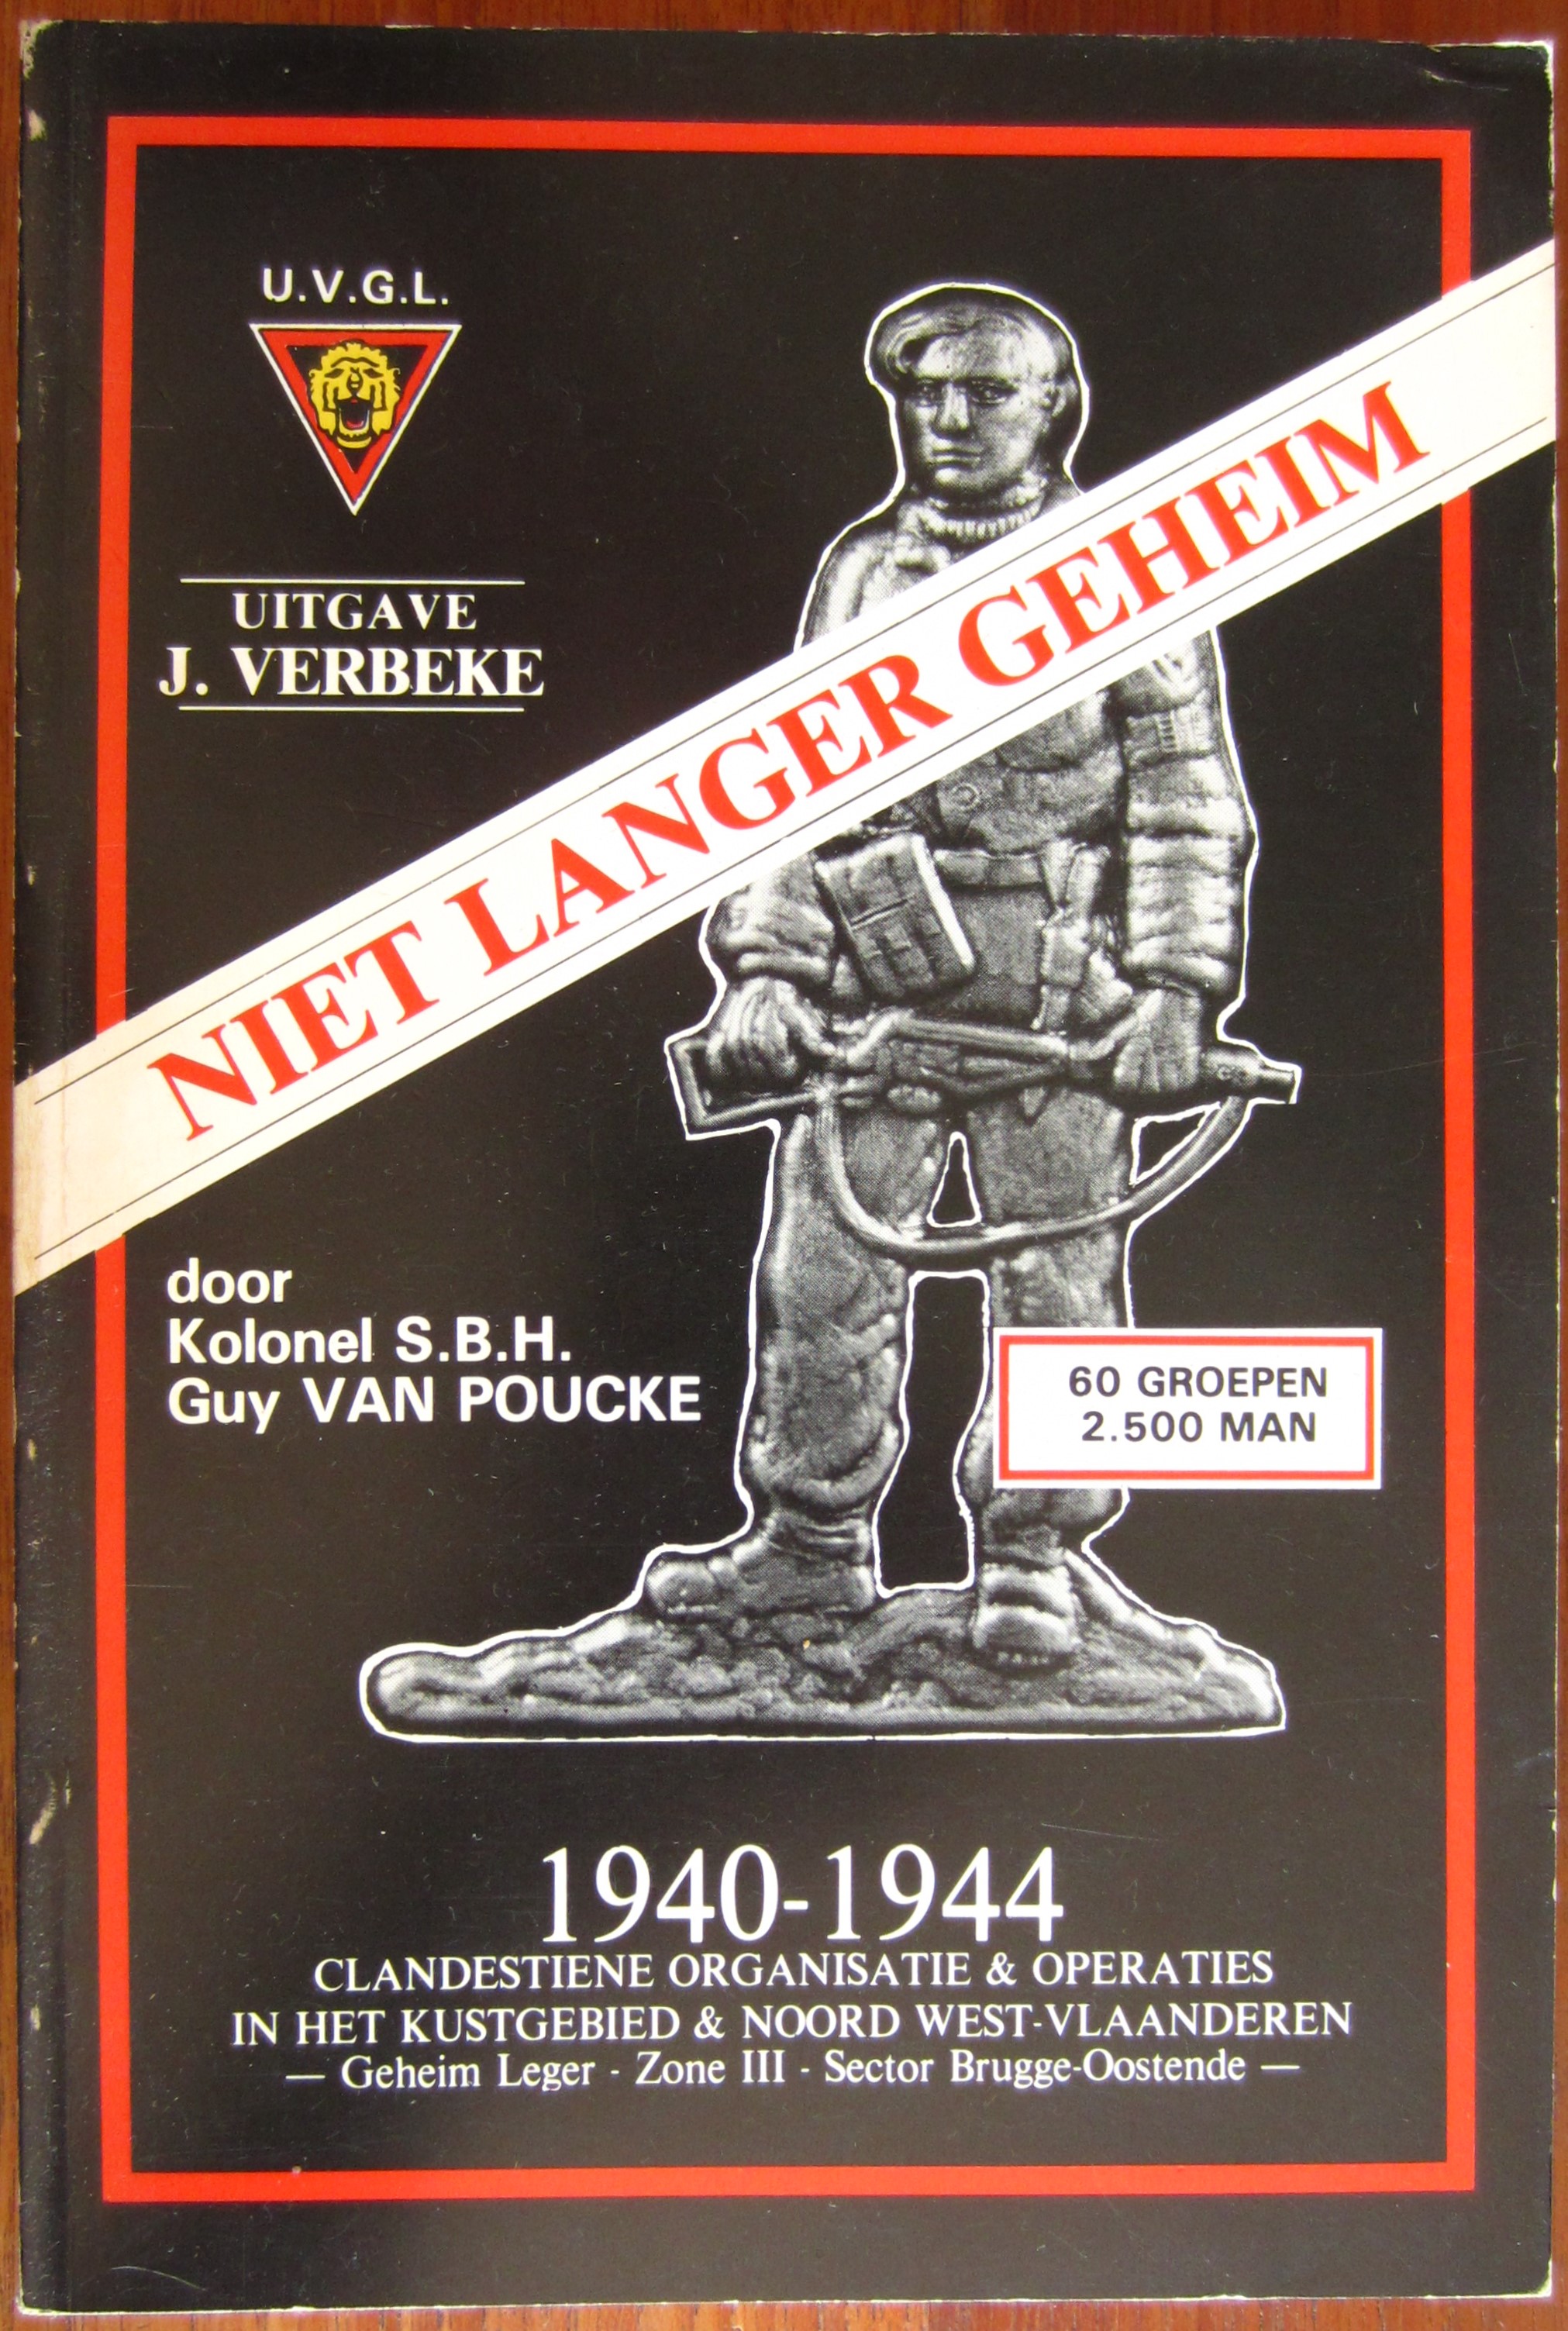 U.V.G.L.
UITGAVE
J. VERBEKE
NIET LANGER GEHEIM
door
Kolonel S.B.H.
Guy VAN POUCKE
60 GROEPEN
2.500 MAN
1940-1944
CLANDESTIENE ORGANISATIE & OPERATIES
IN HET KUSTGEBIED & NOORD WEST-VLAANDEREN
— Geheim Leger - Zone III - Sector Brugge-Oostende —